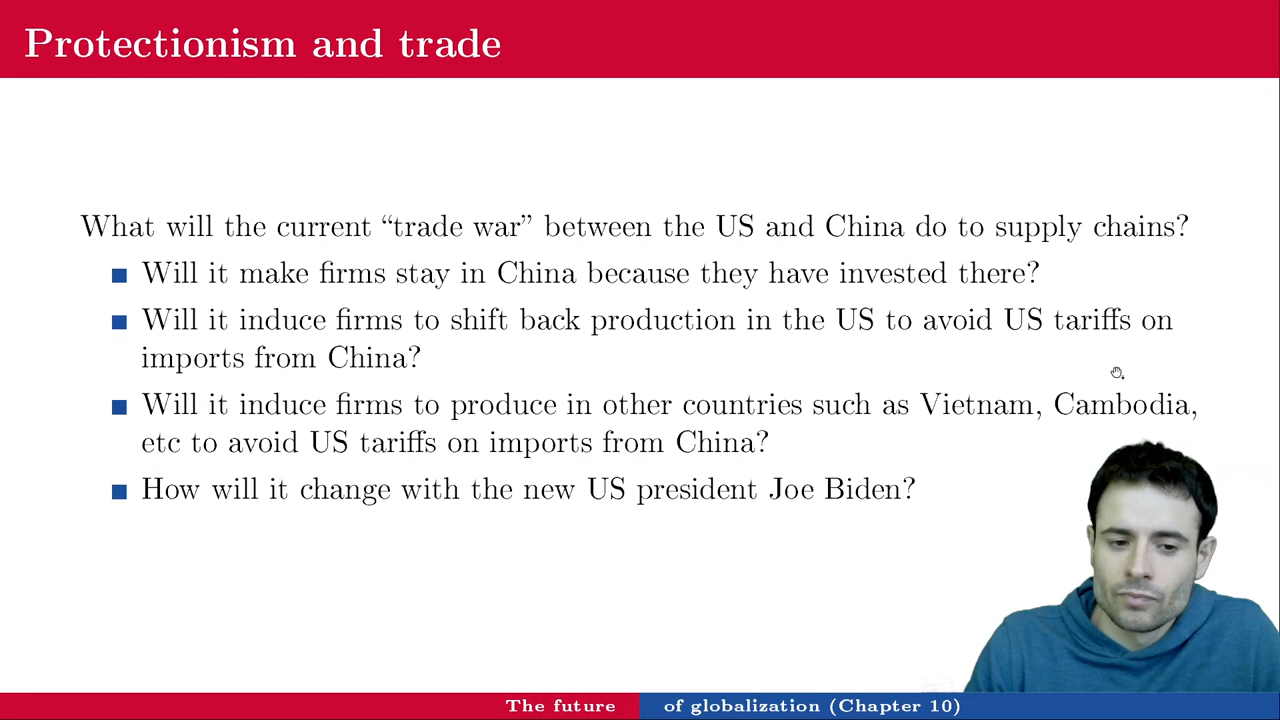 Protectionism and trade
What will the current “trade war” between the US and China do to supply chains?
Will it make firms stay in China because they have invested there?
Will it induce firms to shift back production in the US to avoid US tariffs on
imports from China?
Will it induce firms to produce in other countries such as Vietnam, Cambodia,
etc to avoid US tariffs on imports from China?
How will it change with the new US president Joe Biden?
The future of globalization (Chapter 10)